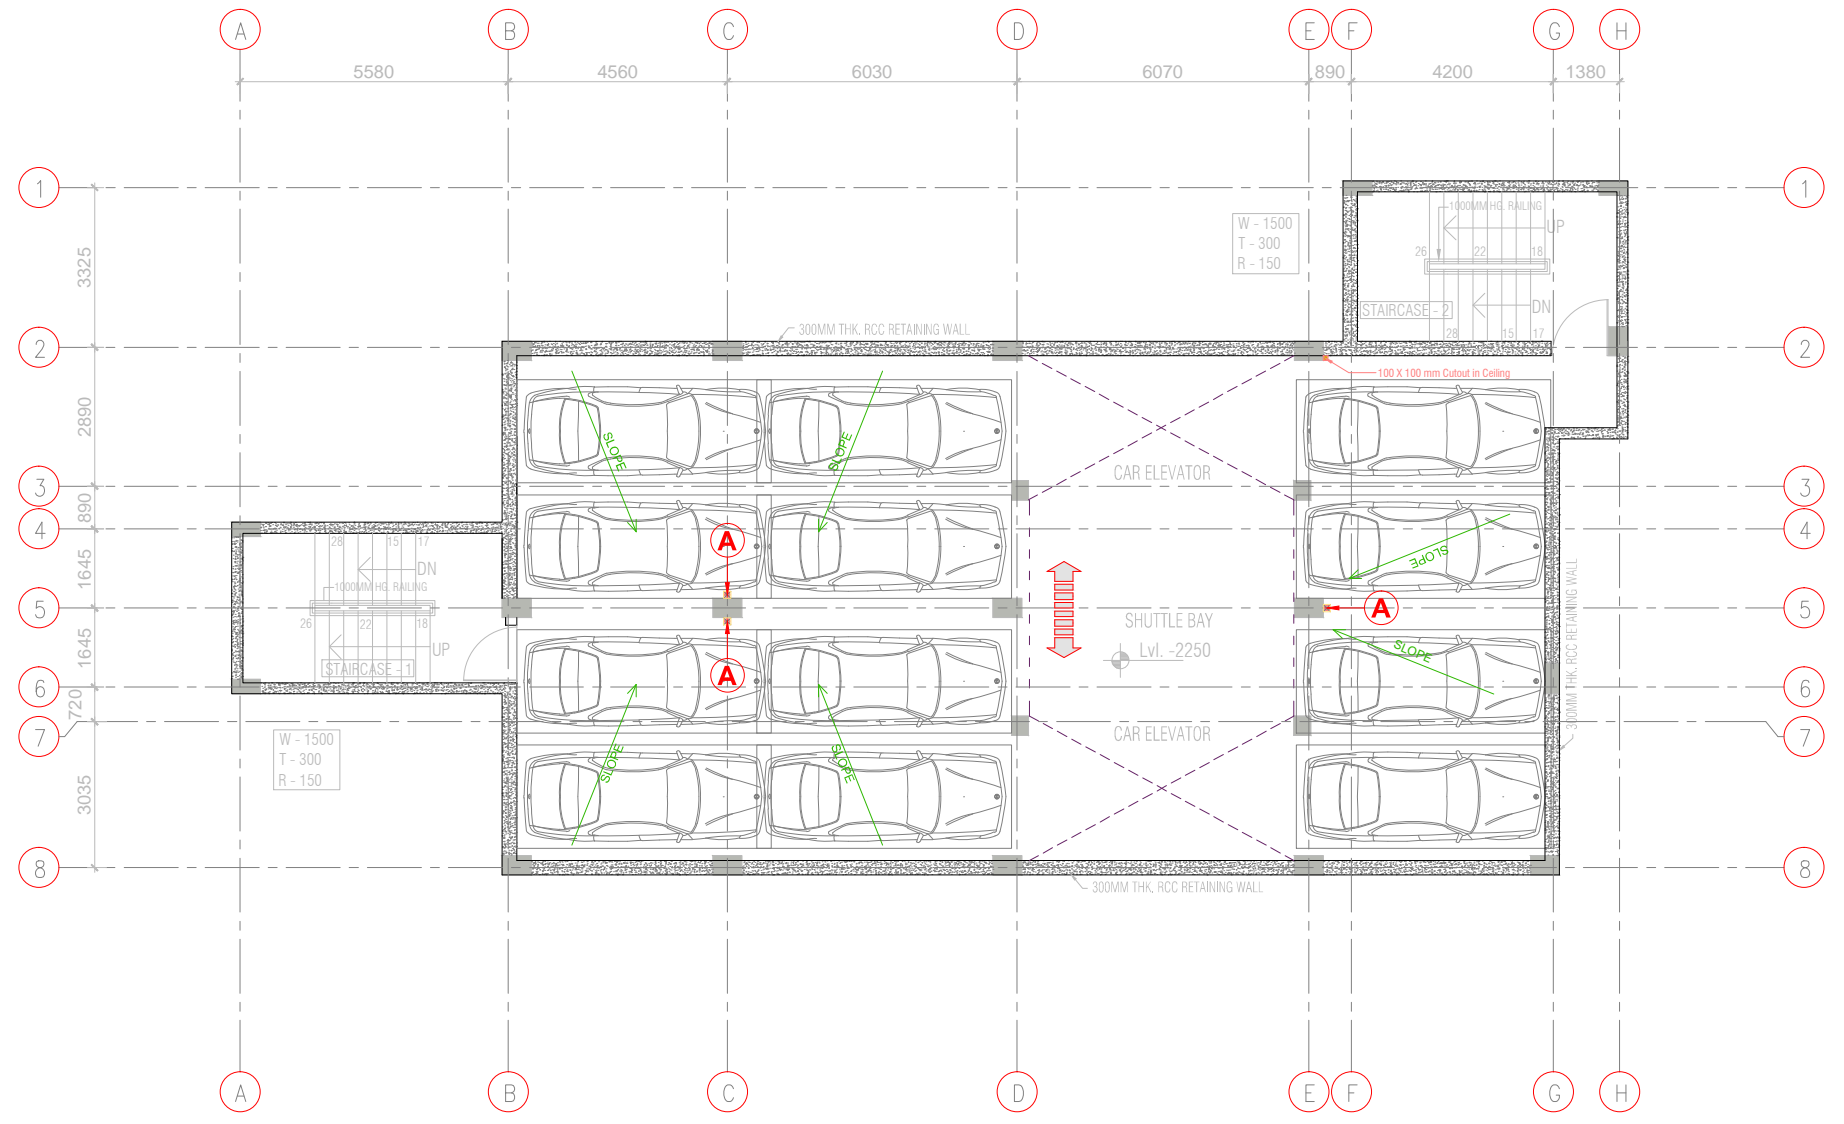 A B C D E F G H
5580 4560 6030 6070 890 4200 1380
1 1
1000MM HG. RAILING
W - 1500
T - 300
R - 150
UP
26 22 18
3325
STAIRCASE - 2
DN
300MM THK. RCC RETAINING WALL
28 15 17
2 2
100 X 100 mm Cutout in Ceiling
2890
SLOPE SLOPE
CAR ELEVATOR
3 3
890
4 4
28 15 17
A
SLOPE
DN
1645
1000MM HG. RAILING
5 5
A
26 22 18
SHUTTLE BAY
300MM THK. RCC RETAINING WALL
1645
UP
Lvl. -2250
SLOPE
STAIRCASE - 1
A
6 6
720
7 7
CAR ELEVATOR
W - 1500
T - 300
R - 150
SLOPE SLOPE
3035
8 8
300MM THK. RCC RETAINING WALL
A B C D E F G H